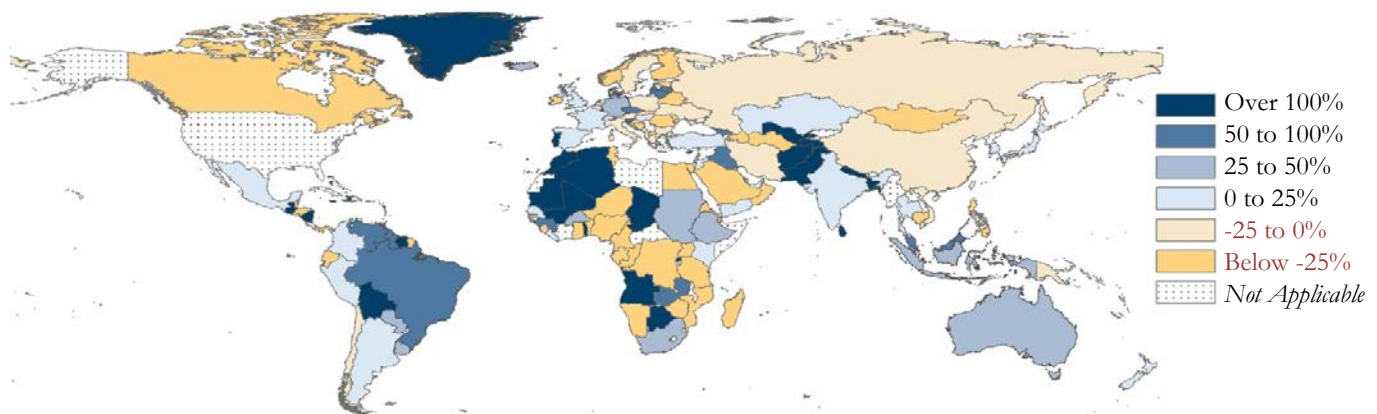 Over 100%
50 to 100%
25 to 50%
0 to 25%
-25 to 0%
Below -25%
Not Applicable